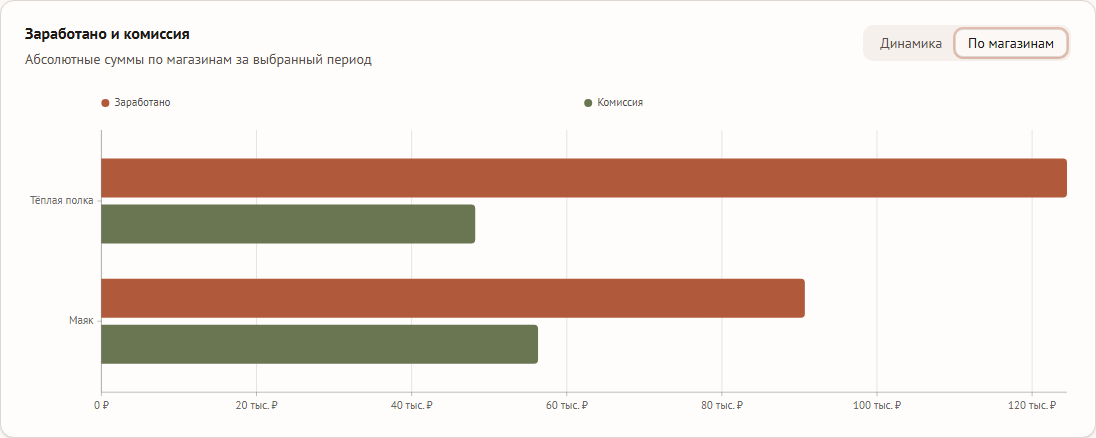 Заработано и комиссия
Абсолютные суммы по магазинам за выбранный период
Динамика
По магазинам
Заработано
Комиссия
Тёплая полка
Маяк
0 ₽
20 тыс. ₽
40 тыс. ₽
60 тыс. ₽
80 тыс. ₽
100 тыс. ₽
120 тыс. ₽